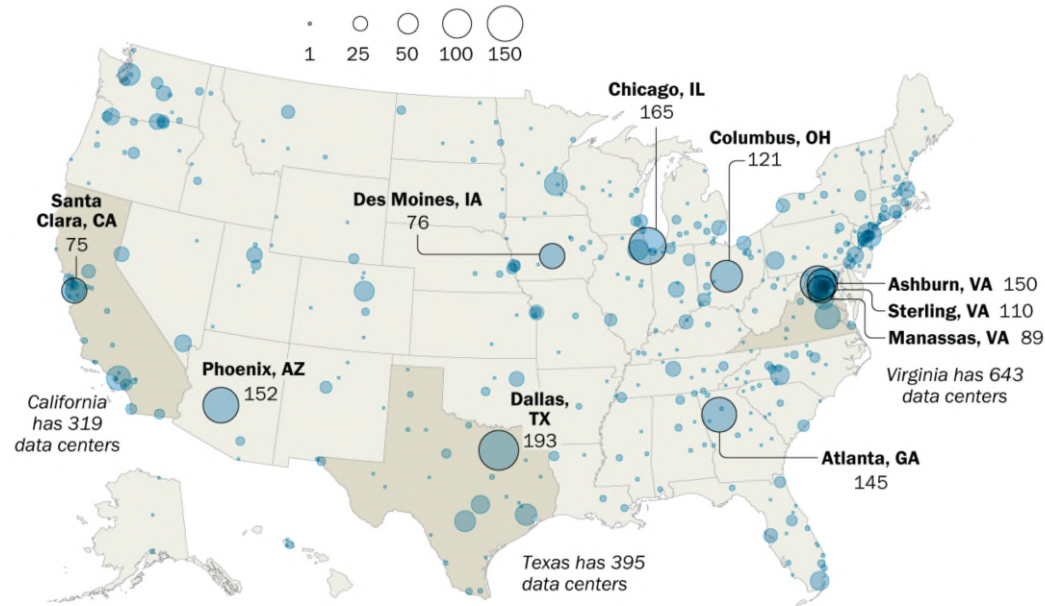 1 25 50 100 150
Chicago, IL
165
Columbus, OH
121
Des Moines, IA
76
Santa
Clara, CA
75
Ashburn, VA 150
Sterling, VA 110
Manassas, VA 89
Virginia has 643
data centers
Phoenix, AZ
152
Dallas,
TX
193
California
has 319
data centers
Atlanta, GA
145
Texas has 395
data centers